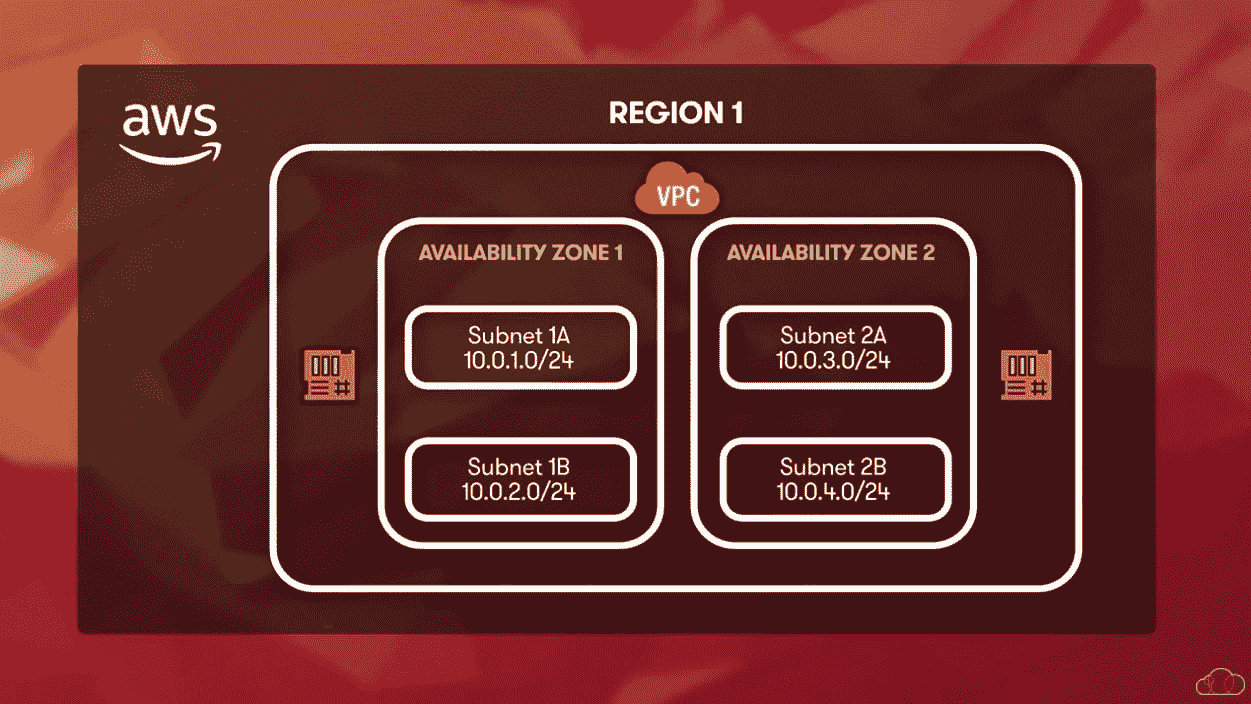 aws
REGION 1
VPC
AVAILABILITY ZONE 1
Subnet 1A
10.0.1.0/24
Subnet 1B
10.0.2.0/24
AVAILABILITY ZONE 2
Subnet 2A
10.0.3.0/24
Subnet 2B
10.0.4.0/24